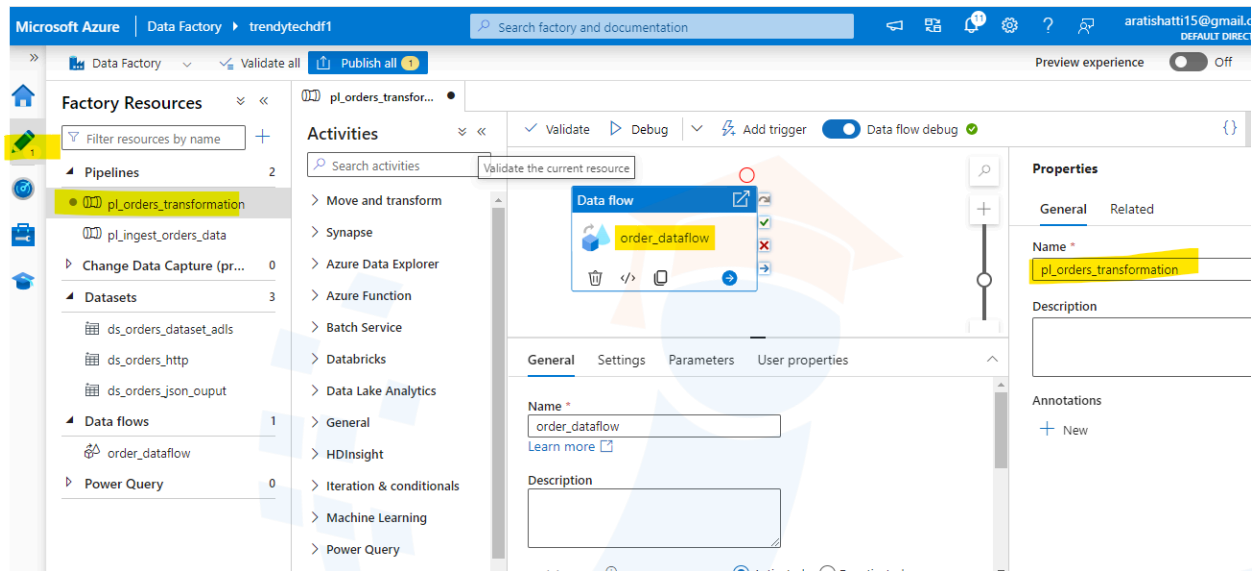 Microsoft Azure Data Factory trendytechdf1 Search factory and documentation 11 aratishatti15@gmail.c
DEFAULT DIRECT
Data Factory Validate all Publish all 1 Preview experience Off
Factory Resources
Filter resources by name
1
Pipelines 2
pl_orders_transformation
pl_ingest_orders_data
Change Data Capture (pr... 0
Datasets 3
ds_orders_dataset_adls
ds_orders_http
ds_orders_json_ouput
Data flows 1
order_dataflow
Power Query 0
pl_orders_transfor...
Activities
Search activities
Move and transform
Synapse
Azure Data Explorer
Azure Function
Batch Service
Databricks
Data Lake Analytics
General
HDInsight
Iteration & conditionals
Machine Learning
Power Query
Validate Debug Add trigger Data flow debug {}
Validate the current resource
Data flow
order_dataflow
General Settings Parameters User properties
Name *
order_dataflow
Learn more
Description
Properties
General Related
Name *
pl_orders_transformation
Description
Annotations
New